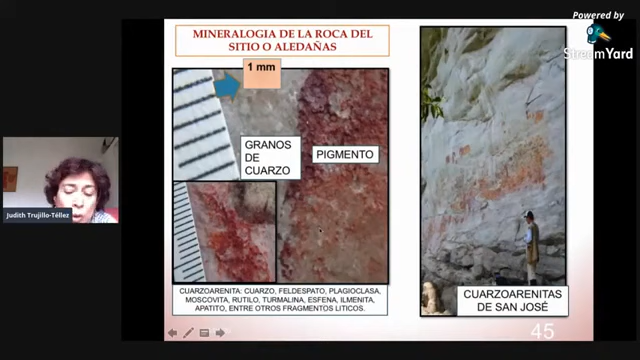 Powered by
StreamYard
MINERALOGIA DE LA ROCA DEL
SITIO O ALEDAÑAS
1 mm
GRANOS
DE
CUARZO
PIGMENTO
Judith Trujillo-Téllez
CUARZOARENITA: CUARZO, FELDESPATO, PLAGIOCLASA,
MOSCOVITA, RUTILO, TURMALINA, ESFENA, ILMENITA,
APATITO, ENTRE OTROS FRAGMENTOS LITICOS.
CUARZOARENITAS
DE SAN JOSÉ
45